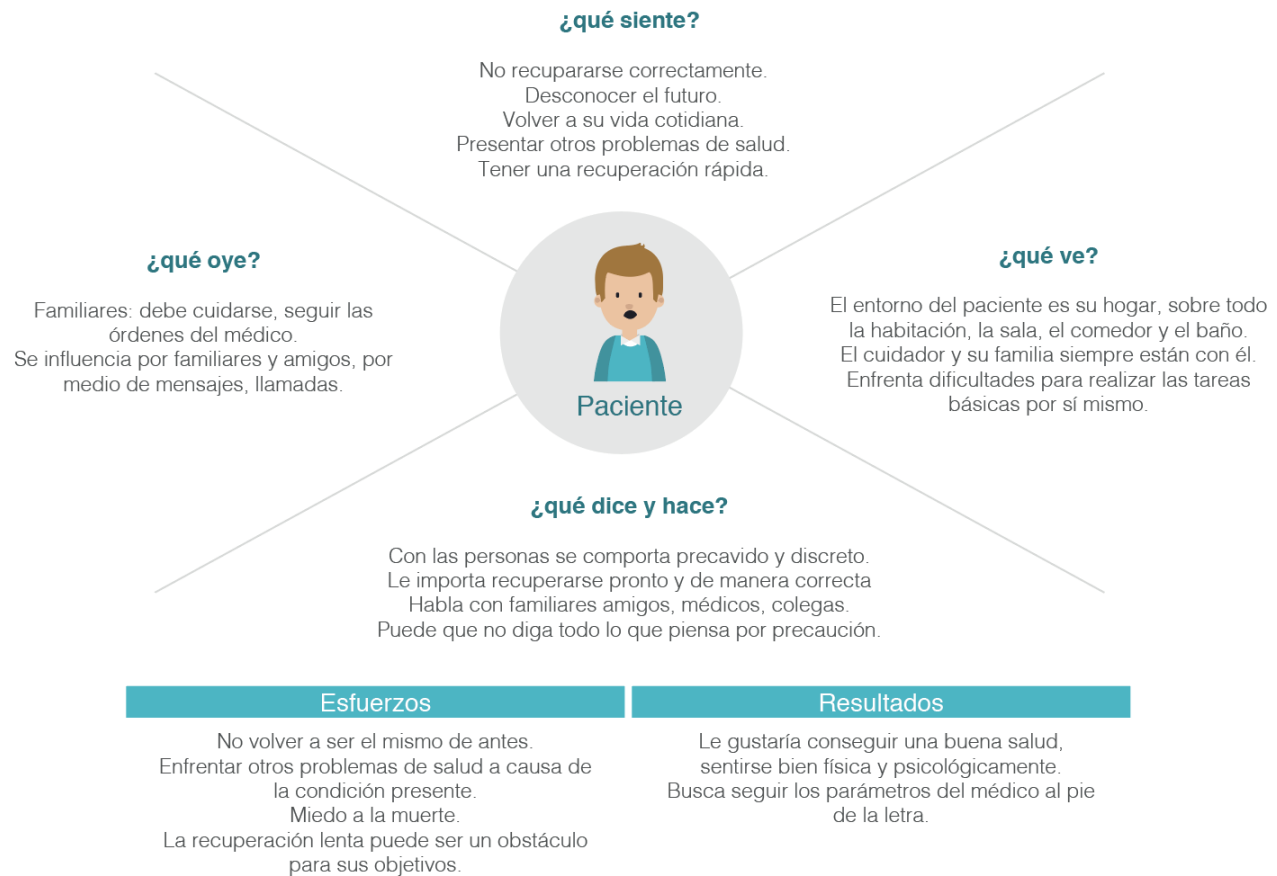 ¿qué siente?
No recupararse correctamente.
Desconocer el futuro.
Volver a su vida cotidiana.
Presentar otros problemas de salud.
Tener una recuperación rápida.
¿qué oye?
Familiares: debe cuidarse, seguir las
órdenes del médico.
Se influencia por familiares y amigos, por
medio de mensajes, llamadas.
¿qué ve?
El entorno del paciente es su hogar, sobre todo
la habitación, la sala, el comedor y el baño.
El cuidador y su familia siempre están con él.
Enfrenta dificultades para realizar las tareas
básicas por sí mismo.
Paciente
¿qué dice y hace?
Con las personas se comporta precavido y discreto.
Le importa recuperarse pronto y de manera correcta
Habla con familiares amigos, médicos, colegas.
Puede que no diga todo lo que piensa por precaución.
Esfuerzos
No volver a ser el mismo de antes.
Enfrentar otros problemas de salud a causa de
la condición presente.
Miedo a la muerte.
La recuperación lenta puede ser un obstáculo
para sus objetivos.
Resultados
Le gustaría conseguir una buena salud,
sentirse bien física y psicológicamente.
Busca seguir los parámetros del médico al pie
de la letra.